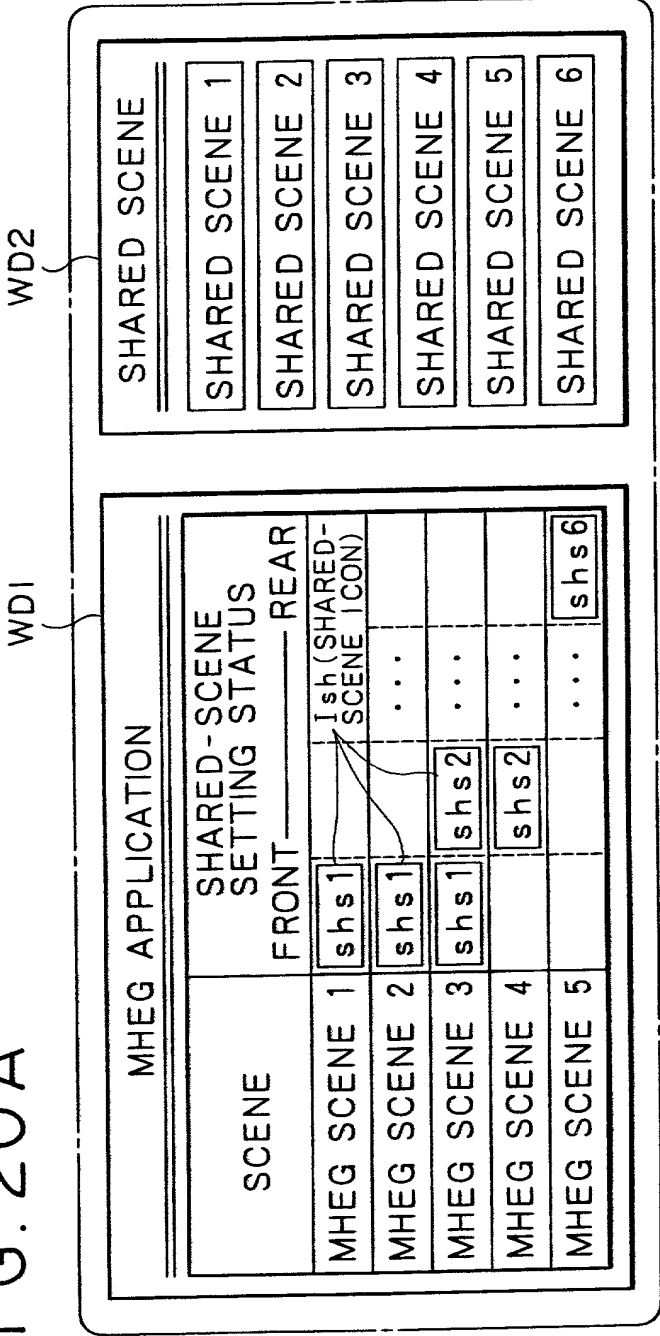 FIG. 20A
WD1
WD2
MHEG APPLICATION
SCENE
SHARED-SCENE
SETTING STATUS
FRONT REAR
MHEG SCENE 1 shs1
Ish(SHARED-
SCENE ICON)
MHEG SCENE 2 shs1 ...
MHEG SCENE 3 shs1 shs2 ...
MHEG SCENE 4 shs2 ...
MHEG SCENE 5 ... shs6
SHARED SCENE
SHARED SCENE 1
SHARED SCENE 2
SHARED SCENE 3
SHARED SCENE 4
SHARED SCENE 5
SHARED SCENE 6